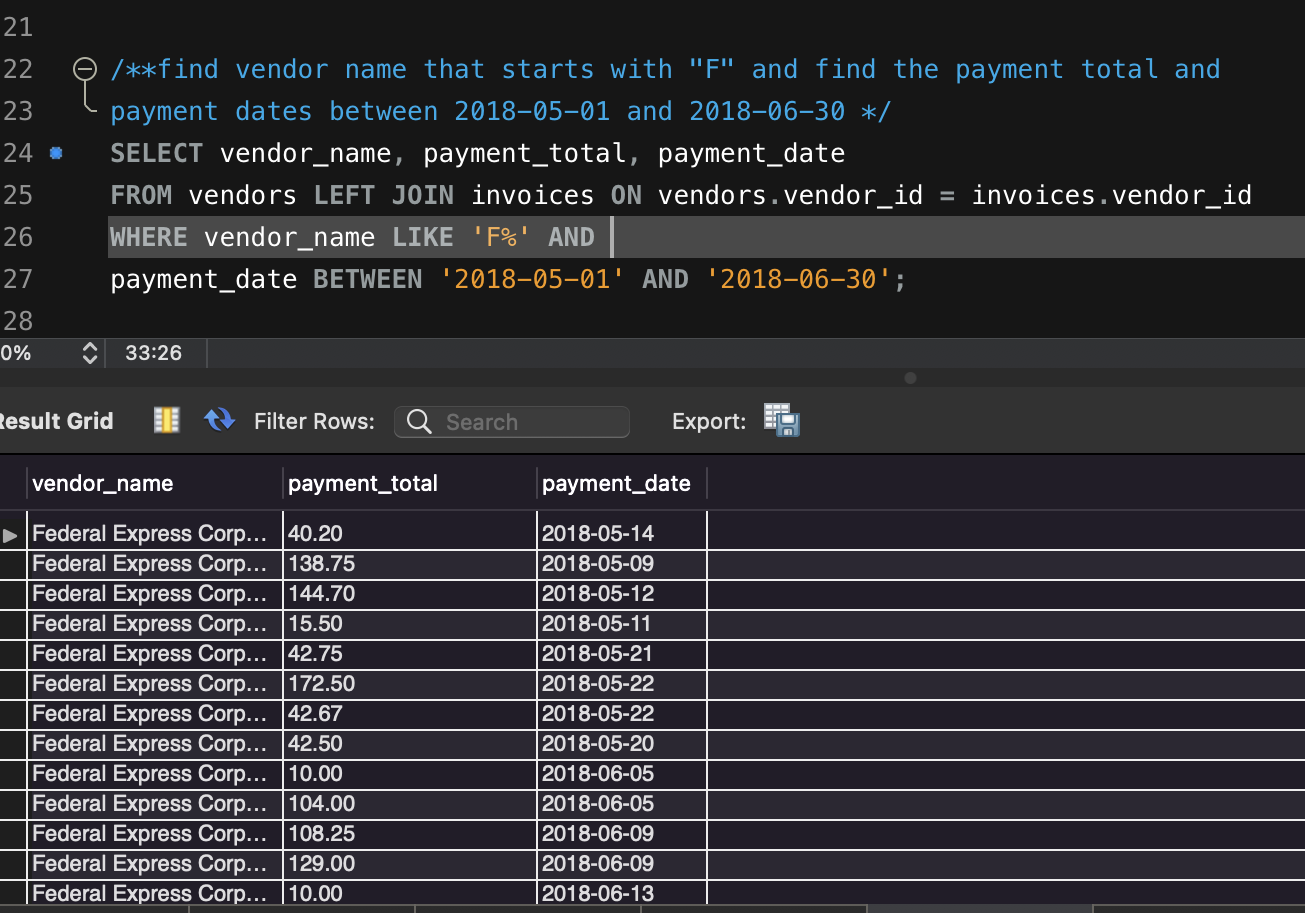 21
22 /**find vendor name that starts with "F" and find the payment total and
23 payment dates between 2018-05-01 and 2018-06-30 */
24 SELECT vendor_name, payment_total, payment_date
25 FROM vendors LEFT JOIN invoices ON vendors.vendor_id = invoices.vendor_id
26 WHERE vendor_name LIKE 'F%' AND
27 payment_date BETWEEN '2018-05-01' AND '2018-06-30';
28
0% 33:26
esult Grid Filter Rows: Search Export:
vendor_name payment_total payment_date
Federal Express Corp... 40.20 2018-05-14
Federal Express Corp... 138.75 2018-05-09
Federal Express Corp... 144.70 2018-05-12
Federal Express Corp... 15.50 2018-05-11
Federal Express Corp... 42.75 2018-05-21
Federal Express Corp... 172.50 2018-05-22
Federal Express Corp... 42.67 2018-05-22
Federal Express Corp... 42.50 2018-05-20
Federal Express Corp... 10.00 2018-06-05
Federal Express Corp... 104.00 2018-06-05
Federal Express Corp... 108.25 2018-06-09
Federal Express Corp... 129.00 2018-06-09
Federal Express Corp... 10.00 2018-06-13